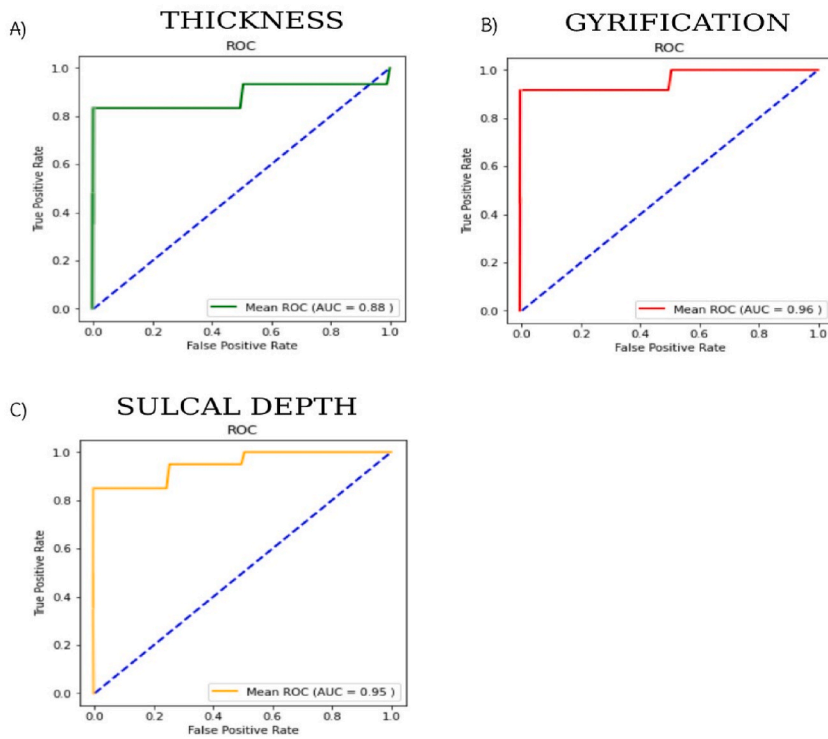 A)
THICKNESS
ROC
True Positive Rate
1.0
0.8
0.6
0.4
0.2
0.0
Mean ROC (AUC = 0.88 )
0.0 0.2 0.4 0.6 0.8 1.0
False Positive Rate
B)
GYRIFICATION
ROC
True Positive Rate
1.0
0.8
0.6
0.4
0.2
0.0
Mean ROC (AUC = 0.96 )
0.0 0.2 0.4 0.6 0.8 1.0
False Positive Rate
C)
SULCAL DEPTH
ROC
True Positive Rate
1.0
0.8
0.6
0.4
0.2
0.0
Mean ROC (AUC = 0.95 )
0.0 0.2 0.4 0.6 0.8 1.0
False Positive Rate